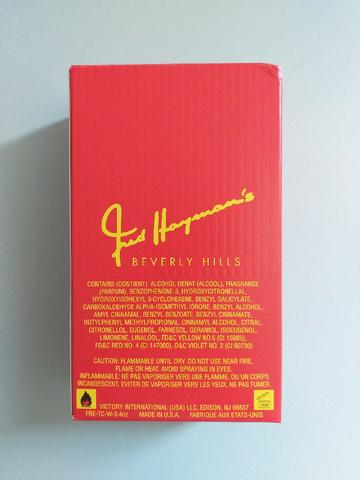 Fred Hayman's
BEVERLY HILLS
CONTAINS (CONTIENT): ALCOHOL DENAT (ALCOOL), FRAGRANCE
(PARFUM), BENZOPHENONE-3, HYDROXYCITRONELLAL,
HYDROXYISOHEXYL 3-CYCLOHEXENE, BENZYL SALICYLATE,
CARBOXALDEHYDE ALPHA-ISOMETHYL IONONE, BENZYL ALCOHOL,
AMYL CINNAMAL, BENZYL BENZOATE, BENZYL CINNAMATE,
BUTYLPHENYL METHYLPROPIONAL, CINNAMYL ALCOHOL, CITRAL,
CITRONELLOL, EUGENOL, FARNESOL, GERANIOL, ISOEUGENOL,
LIMONENE, LINALOOL, FD&C YELLOW NO.5 (CI 15985),
FD&C RED NO. 4 (CI 147000), D&C VIOLET NO. 2 (CI 60730)
CAUTION: FLAMMABLE UNTIL DRY. DO NOT USE NEAR FIRE,
FLAME OR HEAT. AVOID SPRAYING IN EYES.
INFLAMMABLE: NE PAS VAPORISER VERS UNE FLAMME, OU UN CORPS
INCANDESCENT. EVITER DE VAPORISER VERS LES YEUX. NE PAS FUMER.
VICTORY INTERNATIONAL (USA) LLC. EDISON, NJ 08837
FRE-TC-W-3.4oz MADE IN U.S.A. FABRIQUE AUX ETATS-UNIS